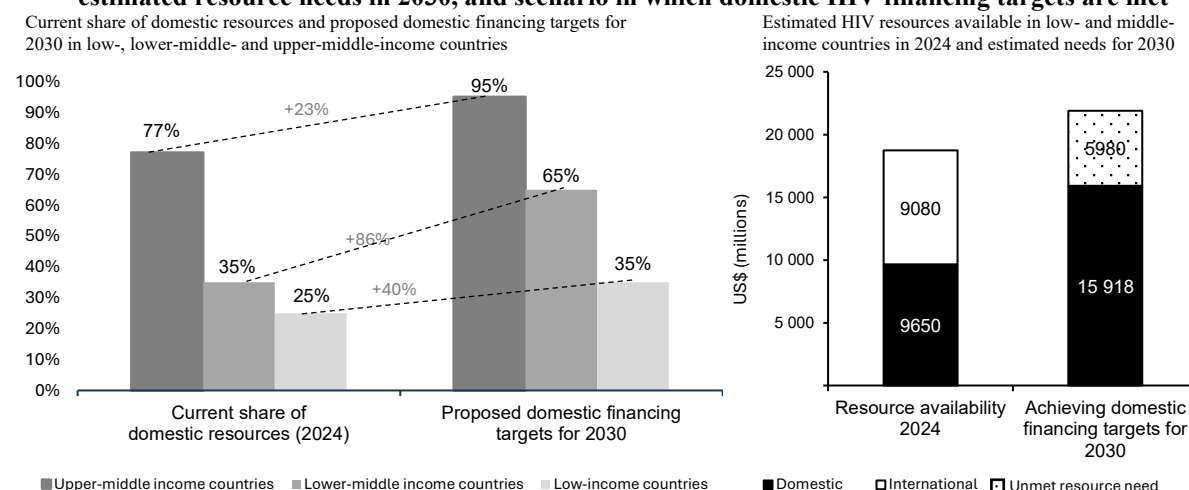 estimated resource needs in 2030, and scenario in which domestic HIV financing targets are met
Current share of domestic resources and proposed domestic financing targets for
2030 in low-, lower-middle- and upper-middle-income countries
100%
90%
80%
70%
60%
50%
40%
30%
20%
10%
0%
77%
35%
25%
+23%
+86%
+40%
95%
65%
35%
Current share of
domestic resources (2024)
Proposed domestic financing
targets for 2030
Upper-middle income countries
Lower-middle income countries
Low-income countries
Estimated HIV resources available in low- and middle-
income countries in 2024 and estimated needs for 2030
US$ (millions)
25 000
20 000
15 000
10 000
5 000
-
9080
9650
5980
15 918
Resource availability
2024
Achieving domestic
financing targets for
2030
Domestic
International
Unmet resource need